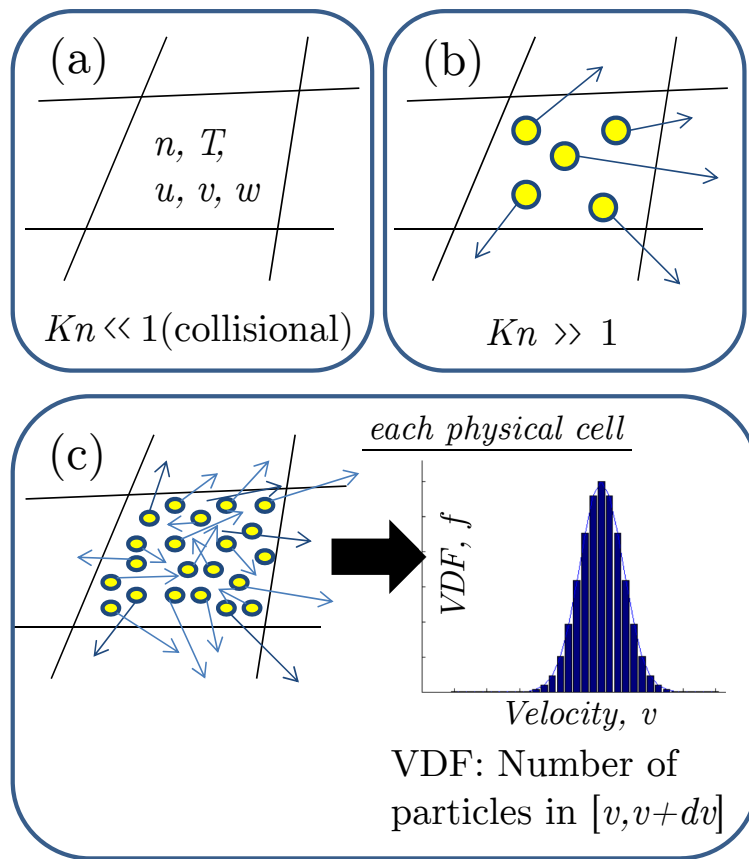 (a)
n, T,
u, v, w
Kn << 1(collisional)
(b)
Kn >> 1
(c)
each physical cell
VDF, f
Velocity, v
VDF: Number of
particles in [v,v+dv]